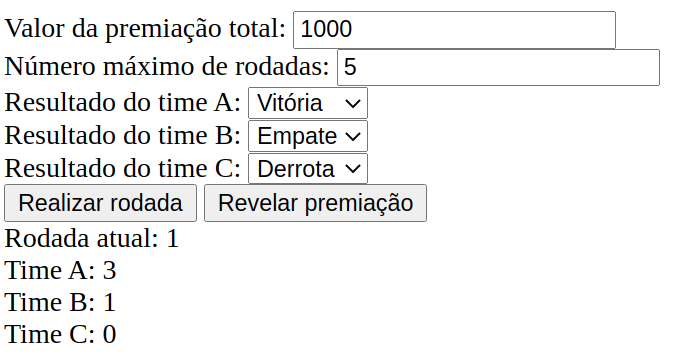 Valor da premiação total: 1000
Número máximo de rodadas: 5
Resultado do time A: Vitória
Resultado do time B: Empate
Resultado do time C: Derrota
Realizar rodada Revelar premiação
Rodada atual: 1
Time A: 3
Time B: 1
Time C: 0